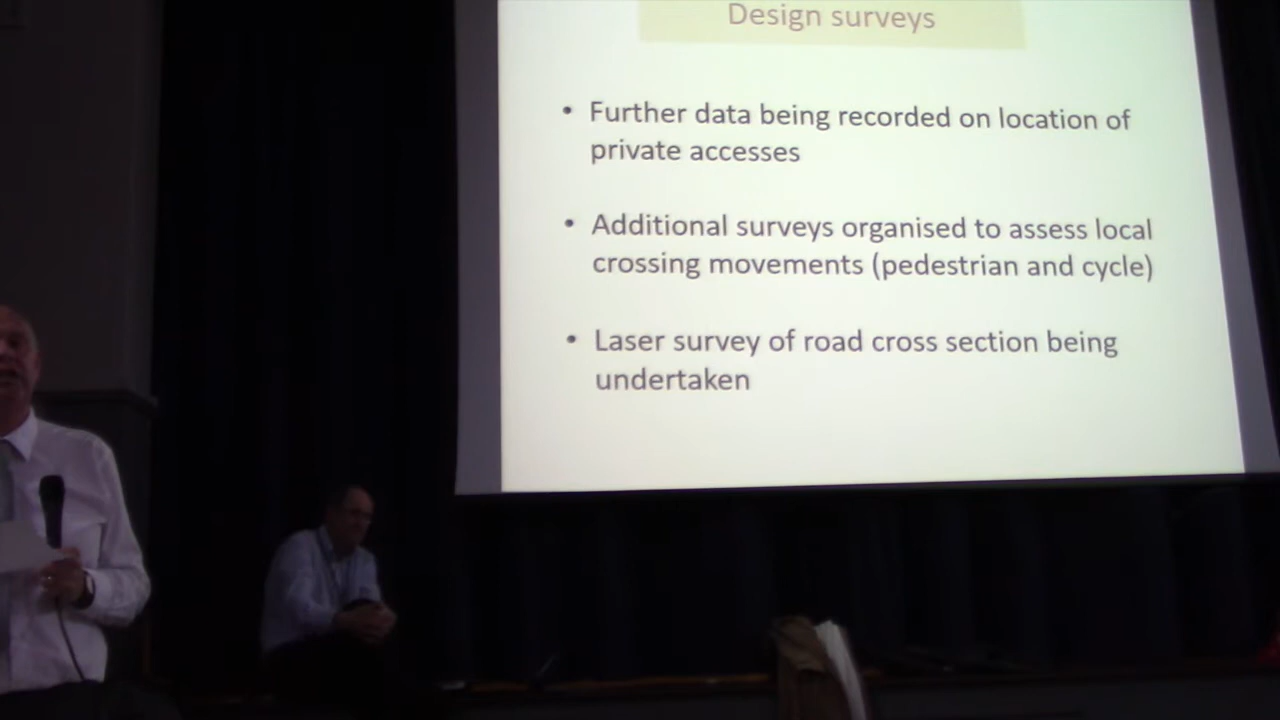 Design surveys
• Further data being recorded on location of
private accesses
• Additional surveys organised to assess local
crossing movements (pedestrian and cycle)
• Laser survey of road cross section being
undertaken